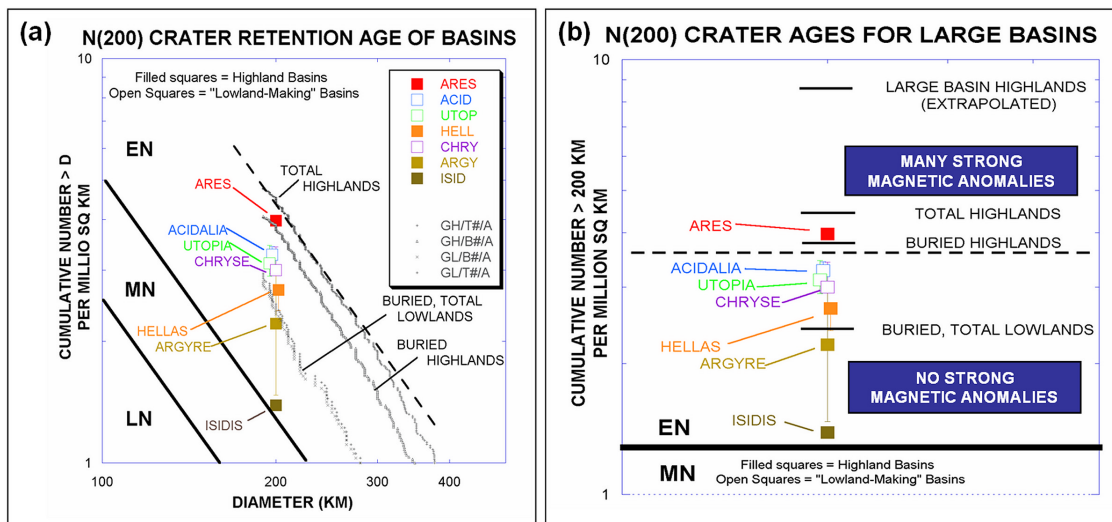 (a)
N(200) CRATER RETENTION AGE OF BASINS
10
Filled squares = Highland Basins
Open Squares = "Lowland-Making" Basins
ARES
ACID
UTOP
HELL
CHRY
ARGY
ISID
GH/T#/A
GH/B#/A
GL/B#/A
GL/T#/A
EN
TOTAL
HIGHLANDS
ARES
ACIDALIA
UTOPIA
CHRYSE
MN
BURIED, TOTAL
LOWLANDS
HELLAS
ARGYRE
BURIED
HIGHLANDS
LN
ISIDIS
CUMULATIVE NUMBER > D
PER MILLIO SQ KM
1
100
200
300
400
DIAMETER (KM)
(b)
N(200) CRATER AGES FOR LARGE BASINS
10
LARGE BASIN HIGHLANDS
(EXTRAPOLATED)
MANY STRONG
MAGNETIC ANOMALIES
TOTAL HIGHLANDS
ARES
BURIED HIGHLANDS
ACIDALIA
UTOPIA
CHRYSE
HELLAS
BURIED, TOTAL LOWLANDS
ARGYRE
NO STRONG
MAGNETIC ANOMALIES
ISIDIS
EN
MN
Filled squares = Highland Basins
Open Squares = "Lowland-Making" Basins
CUMULATIVE NUMBER > 200 KM
PER MILLION SQ KM
1